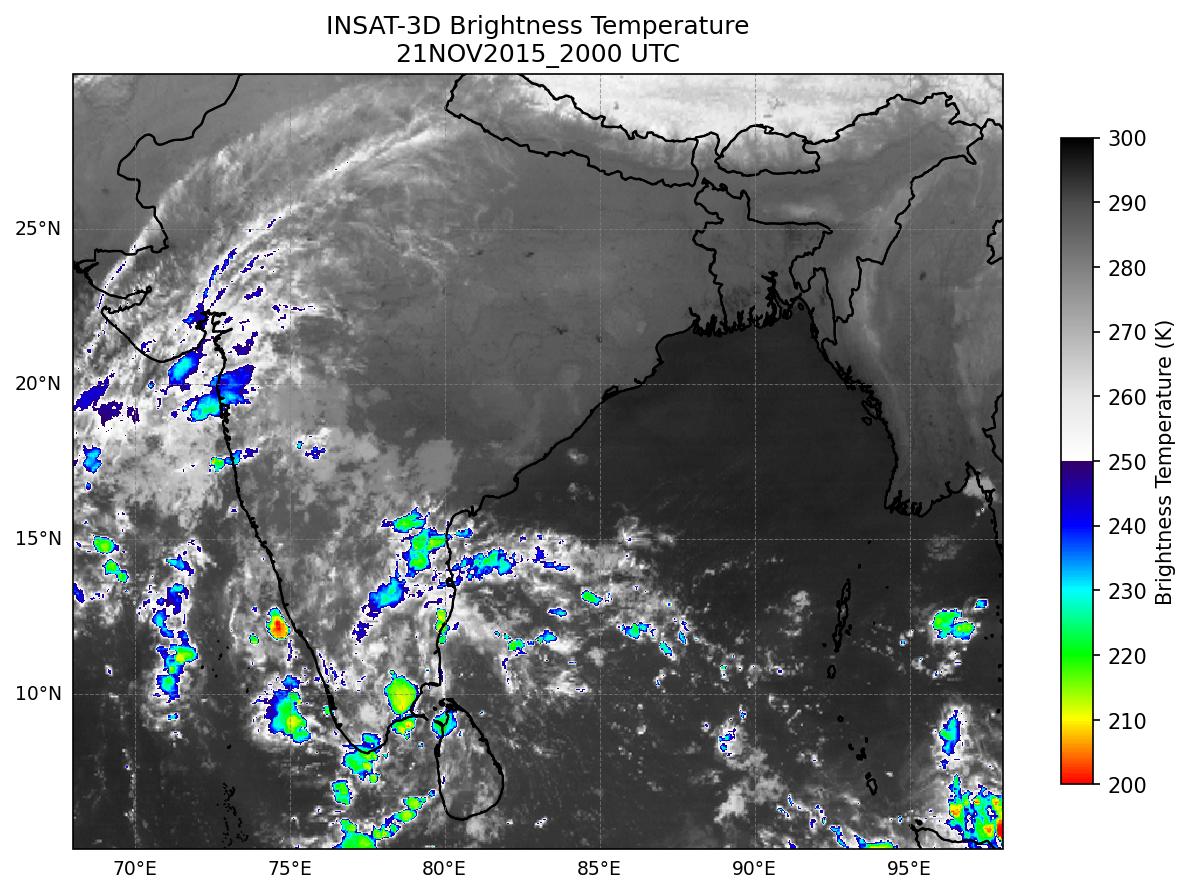 INSAT-3D Brightness Temperature
21NOV2015_2000 UTC
25°N
20°N
15°N
10°N
70°E
75°E
80°E
85°E
90°E
95°E
300
290
280
270
260
250
240
230
220
210
200
Brightness Temperature (K)